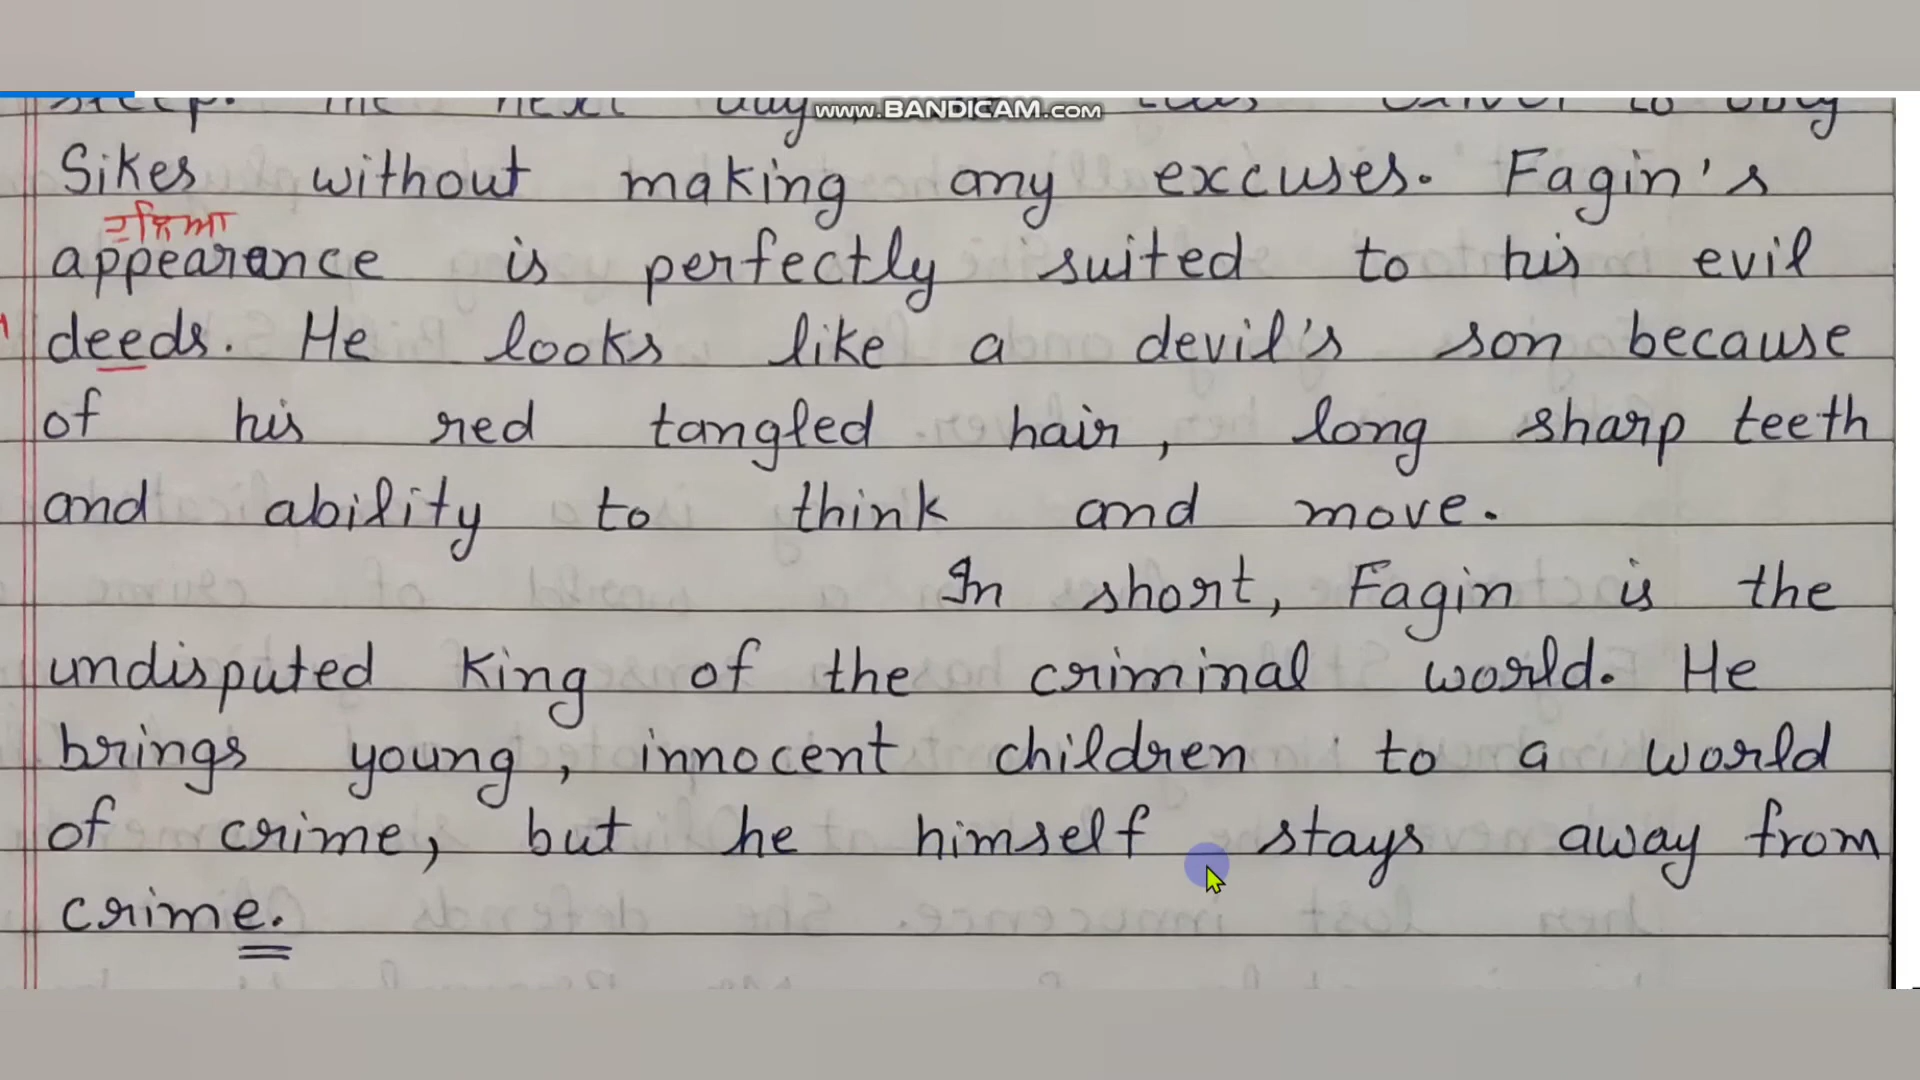 www.BANDICAM.com
Sikes without making any excuses. Fagin's
appearance is perfectly suited to his evil
deeds. He looks like a devil's son because
of his red tangled hair, long sharp teeth
and ability to think and move.
In short, Fagin is the
undisputed King of the criminal world. He
brings young, innocent children to a world
of crime, but he himself stays away from
crime.